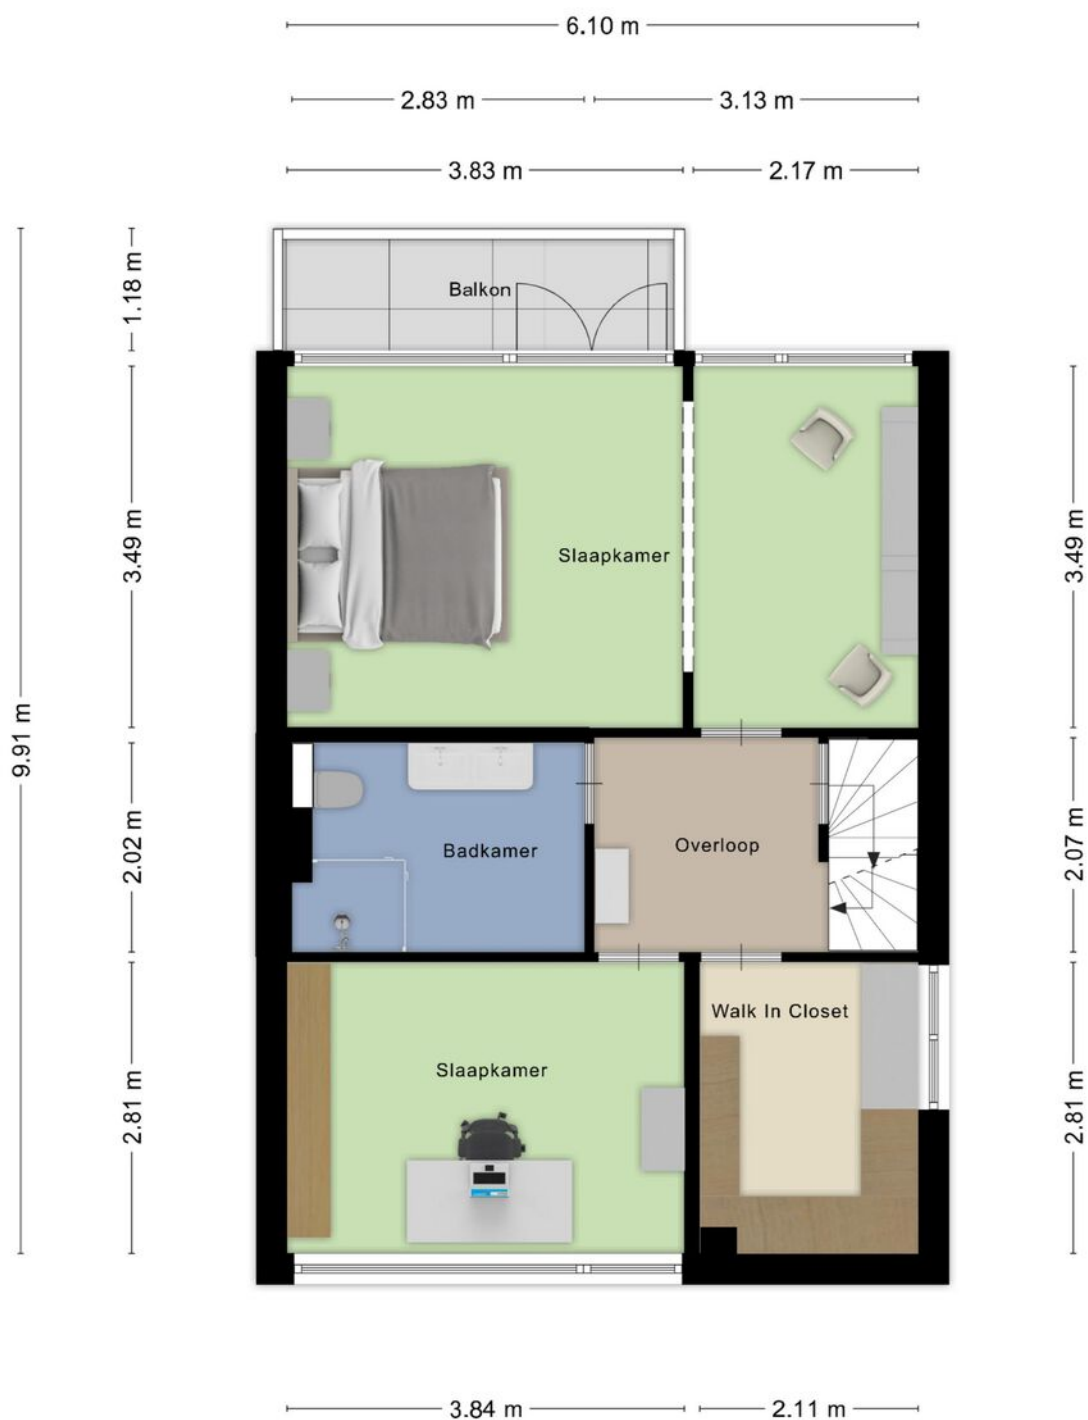 6.10 m
2.83 m
3.13 m
3.83 m
2.17 m
1.18 m
Balkon
3.49 m
3.49 m
Slaapkamer
9.91 m
2.02 m
2.07 m
Overloop
Badkamer
Walk In Closet
Slaapkamer
2.81 m
2.81 m
3.84 m
2.11 m